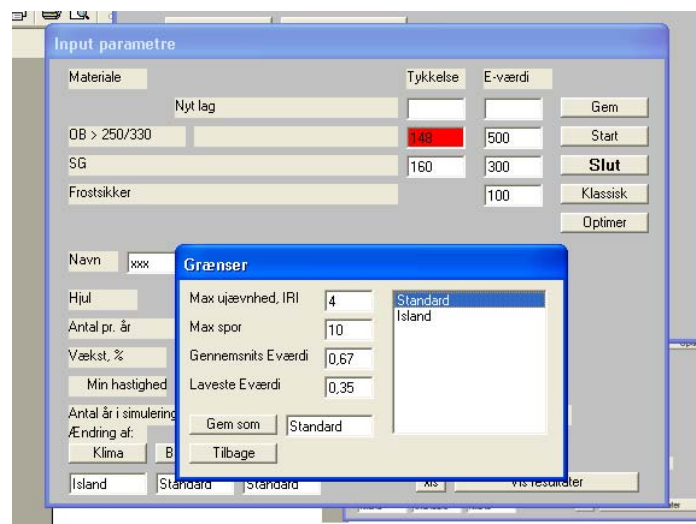 Input parametre
Materiale Tykkelse E-værdi
Nyt lag Gem
OB > 250/330 148 500 Start
SG 160 300 Slut
Frostsikker 100 Klassisk
Optimer
Navn xxx
Grænser
Hjul
Max ujævnhed, IRI 4
Standard
Island
Antal pr. år
Max spor 10
Vækst, %
Gennemsnits Eværdi 0,67
Min hastighed
Laveste Eværdi 0,35
Antal år i simulering
Gem som Standard
Ændring af:
Klima B
Tilbage
Island Standard Standard xls Vis resultater